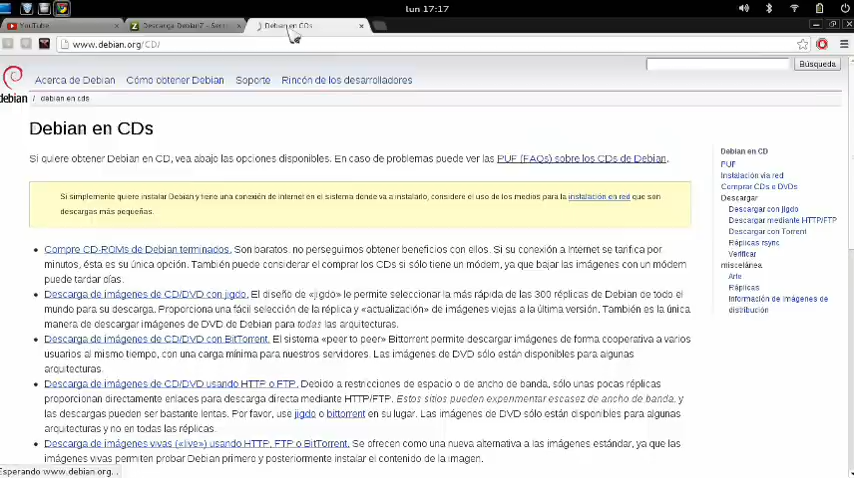 lun 17:17
YouTube
Descarga Debian7 - Serv
Debian en CDs
www.debian.org/CD/
Búsqueda
debian
Acerca de Debian Cómo obtener Debian Soporte Rincón de los desarrolladores
/ debian en cds
Debian en CDs
Si quiere obtener Debian en CD, vea abajo las opciones disponibles. En caso de problemas puede ver las PUF (FAQs) sobre los CDs de Debian.
Si simplemente quiere instalar Debian y tiene una conexión de internet en el sistema donde va a instalarlo, considere el uso de los medios para la instalación en red que son
descargas más pequeñas.
Compre CD-ROMs de Debian terminados. Son baratos, no perseguimos obtener beneficios con ellos. Si su conexión a Internet se tarifica por
minutos, ésta es su única opción. También puede considerar el comprar los CDs si sólo tiene un módem, ya que bajar las imágenes con un módem
puede tardar días.
Descarga de imágenes de CD/DVD con jigdo. El diseño de «jigdo» le permite seleccionar la más rápida de las 300 réplicas de Debian de todo el
mundo para su descarga. Proporciona una fácil selección de la réplica y «actualización» de imágenes viejas a la última versión. También es la única
manera de descargar imágenes de DVD de Debian para todas las arquitecturas.
Descarga de imágenes de CD/DVD con BitTorrent. El sistema «peer to peer» Bittorrent permite descargar imágenes de forma cooperativa a varios
usuarios al mismo tiempo, con una carga mínima para nuestros servidores. Las imágenes de DVD sólo están disponibles para algunas
arquitecturas.
Descarga de imágenes de CD/DVD usando HTTP o FTP. Debido a restricciones de espacio o de ancho de banda, sólo unas pocas réplicas
proporcionan directamente enlaces para descarga directa mediante HTTP/FTP. Estos sitios pueden experimentar escasez de ancho de banda, y
las descargas pueden ser bastante lentas. Por favor, use jigdo o bittorrent en su lugar. Las imágenes de DVD sólo están disponibles para algunas
arquitecturas y no en todas las réplicas.
Descarga de imágenes vivas («live») usando HTTP, FTP o BitTorrent. Se ofrecen como una nueva alternativa a las imágenes estándar, ya que las
imágenes vivas permiten probar Debian primero y posteriormente instalar el contenido de la imagen.
Debian en CD
PUF
Instalación vía red
Comprar CDs o DVDs
Descargar
Descargar con jigdo
Descargar mediante HTTP/FTP
Descargar con Torrent
Réplicas rsync
Verificar
miscelánea
Arte
Réplicas
Información de imágenes de
distribución
Esperando www.debian.org...